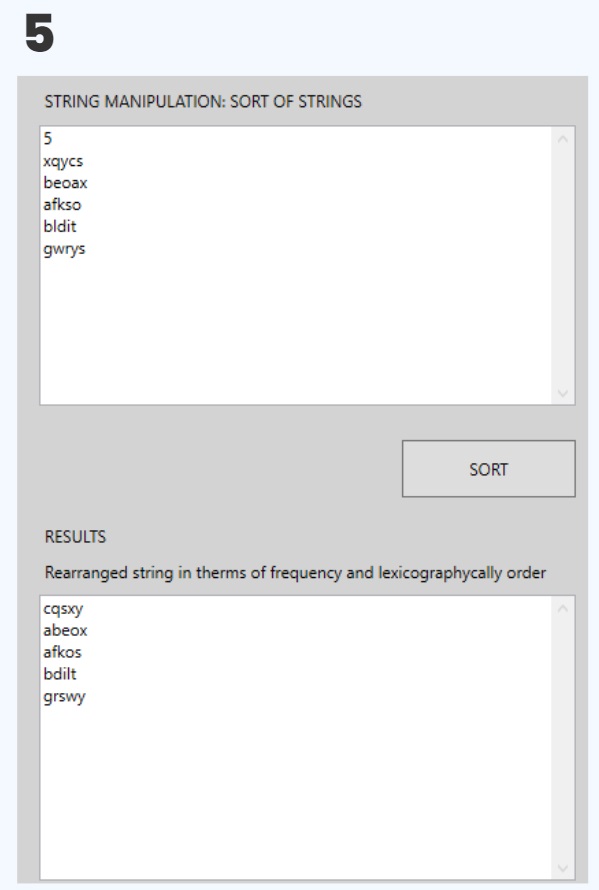 5
STRING MANIPULATION: SORT OF STRINGS
5
xqycs
beoax
afkso
bldit
gwrys
SORT
RESULTS
Rearranged string in therms of frequency and lexicographycally order
cqsxy
abeox
afkos
bdilt
grswy